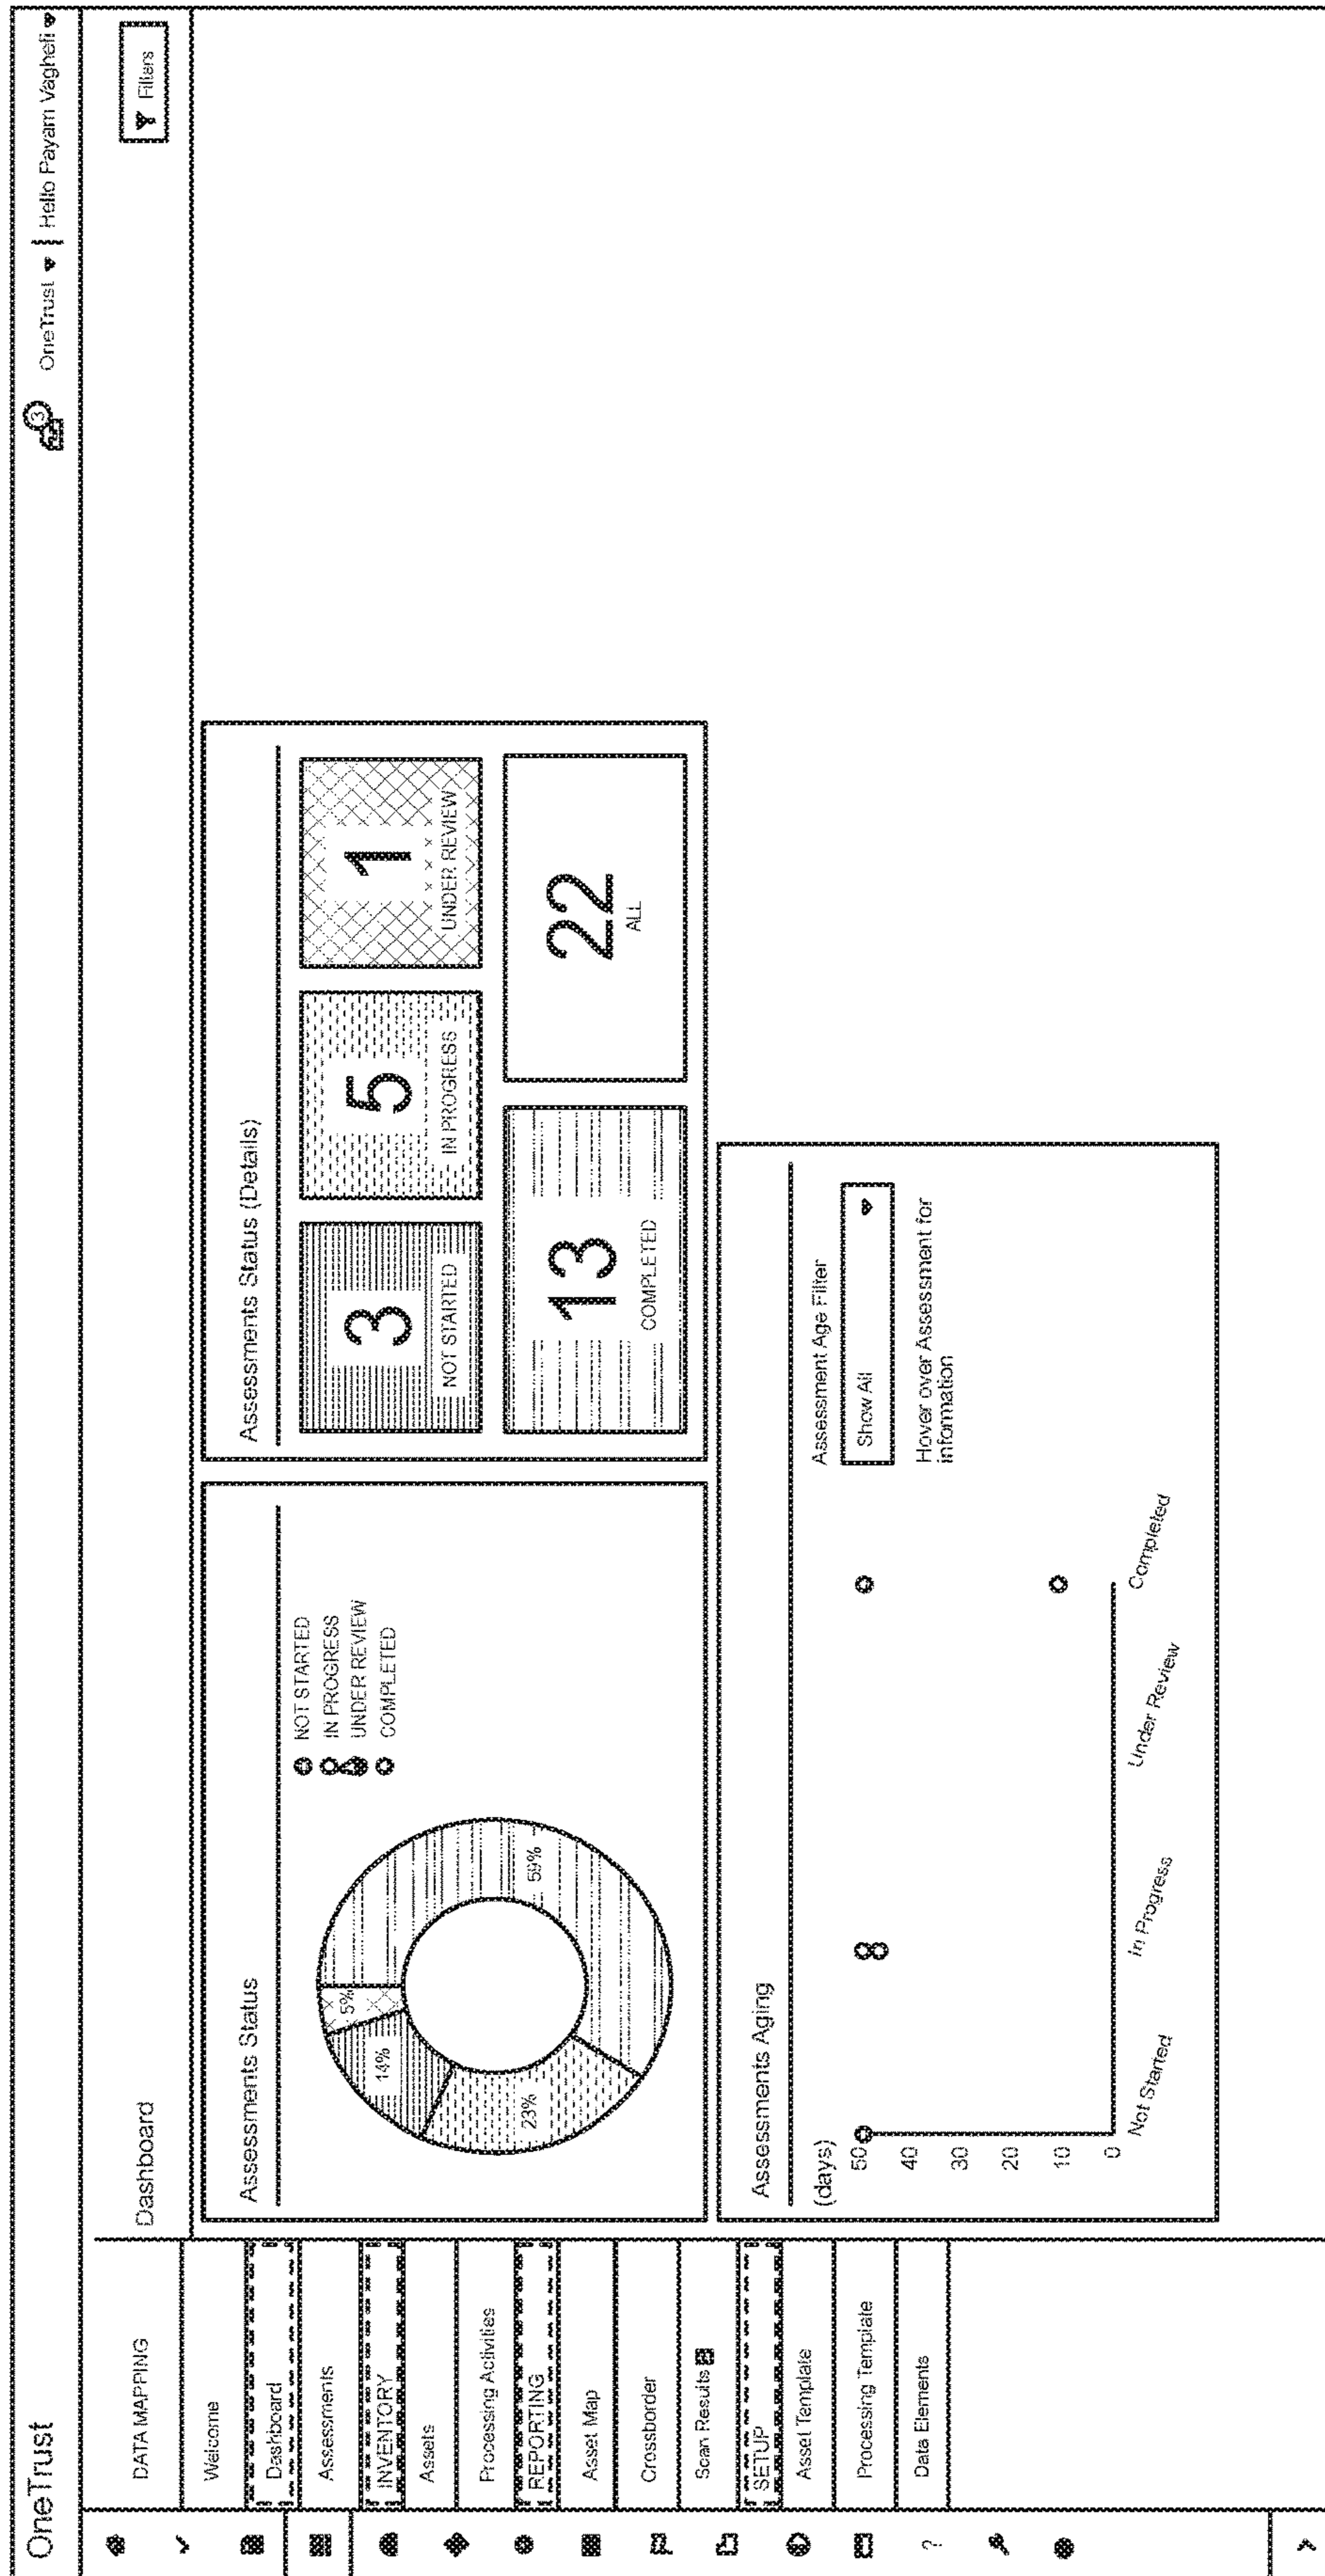 OneTrust
3
OneTrust
Hello Payam Vaghefi
DATA MAPPING
Welcome
Dashboard
Assessments
INVENTORY
Assets
Processing Activities
REPORTING
Asset Map
Crossborder
Scan Results
SETUP
Asset Template
Processing Template
Data Elements
?
Dashboard
Filters
Assessments Status
5%
14%
23%
59%
NOT STARTED
IN PROGRESS
UNDER REVIEW
COMPLETED
Assessments Status (Details)
3
NOT STARTED
5
IN PROGRESS
1
UNDER REVIEW
13
COMPLETED
22
ALL
Assessments Aging
(days)
50
40
30
20
10
0
Not Started
In Progress
Under Review
Completed
Assessment Age Filter
Show All
Hover over Assessment for
information